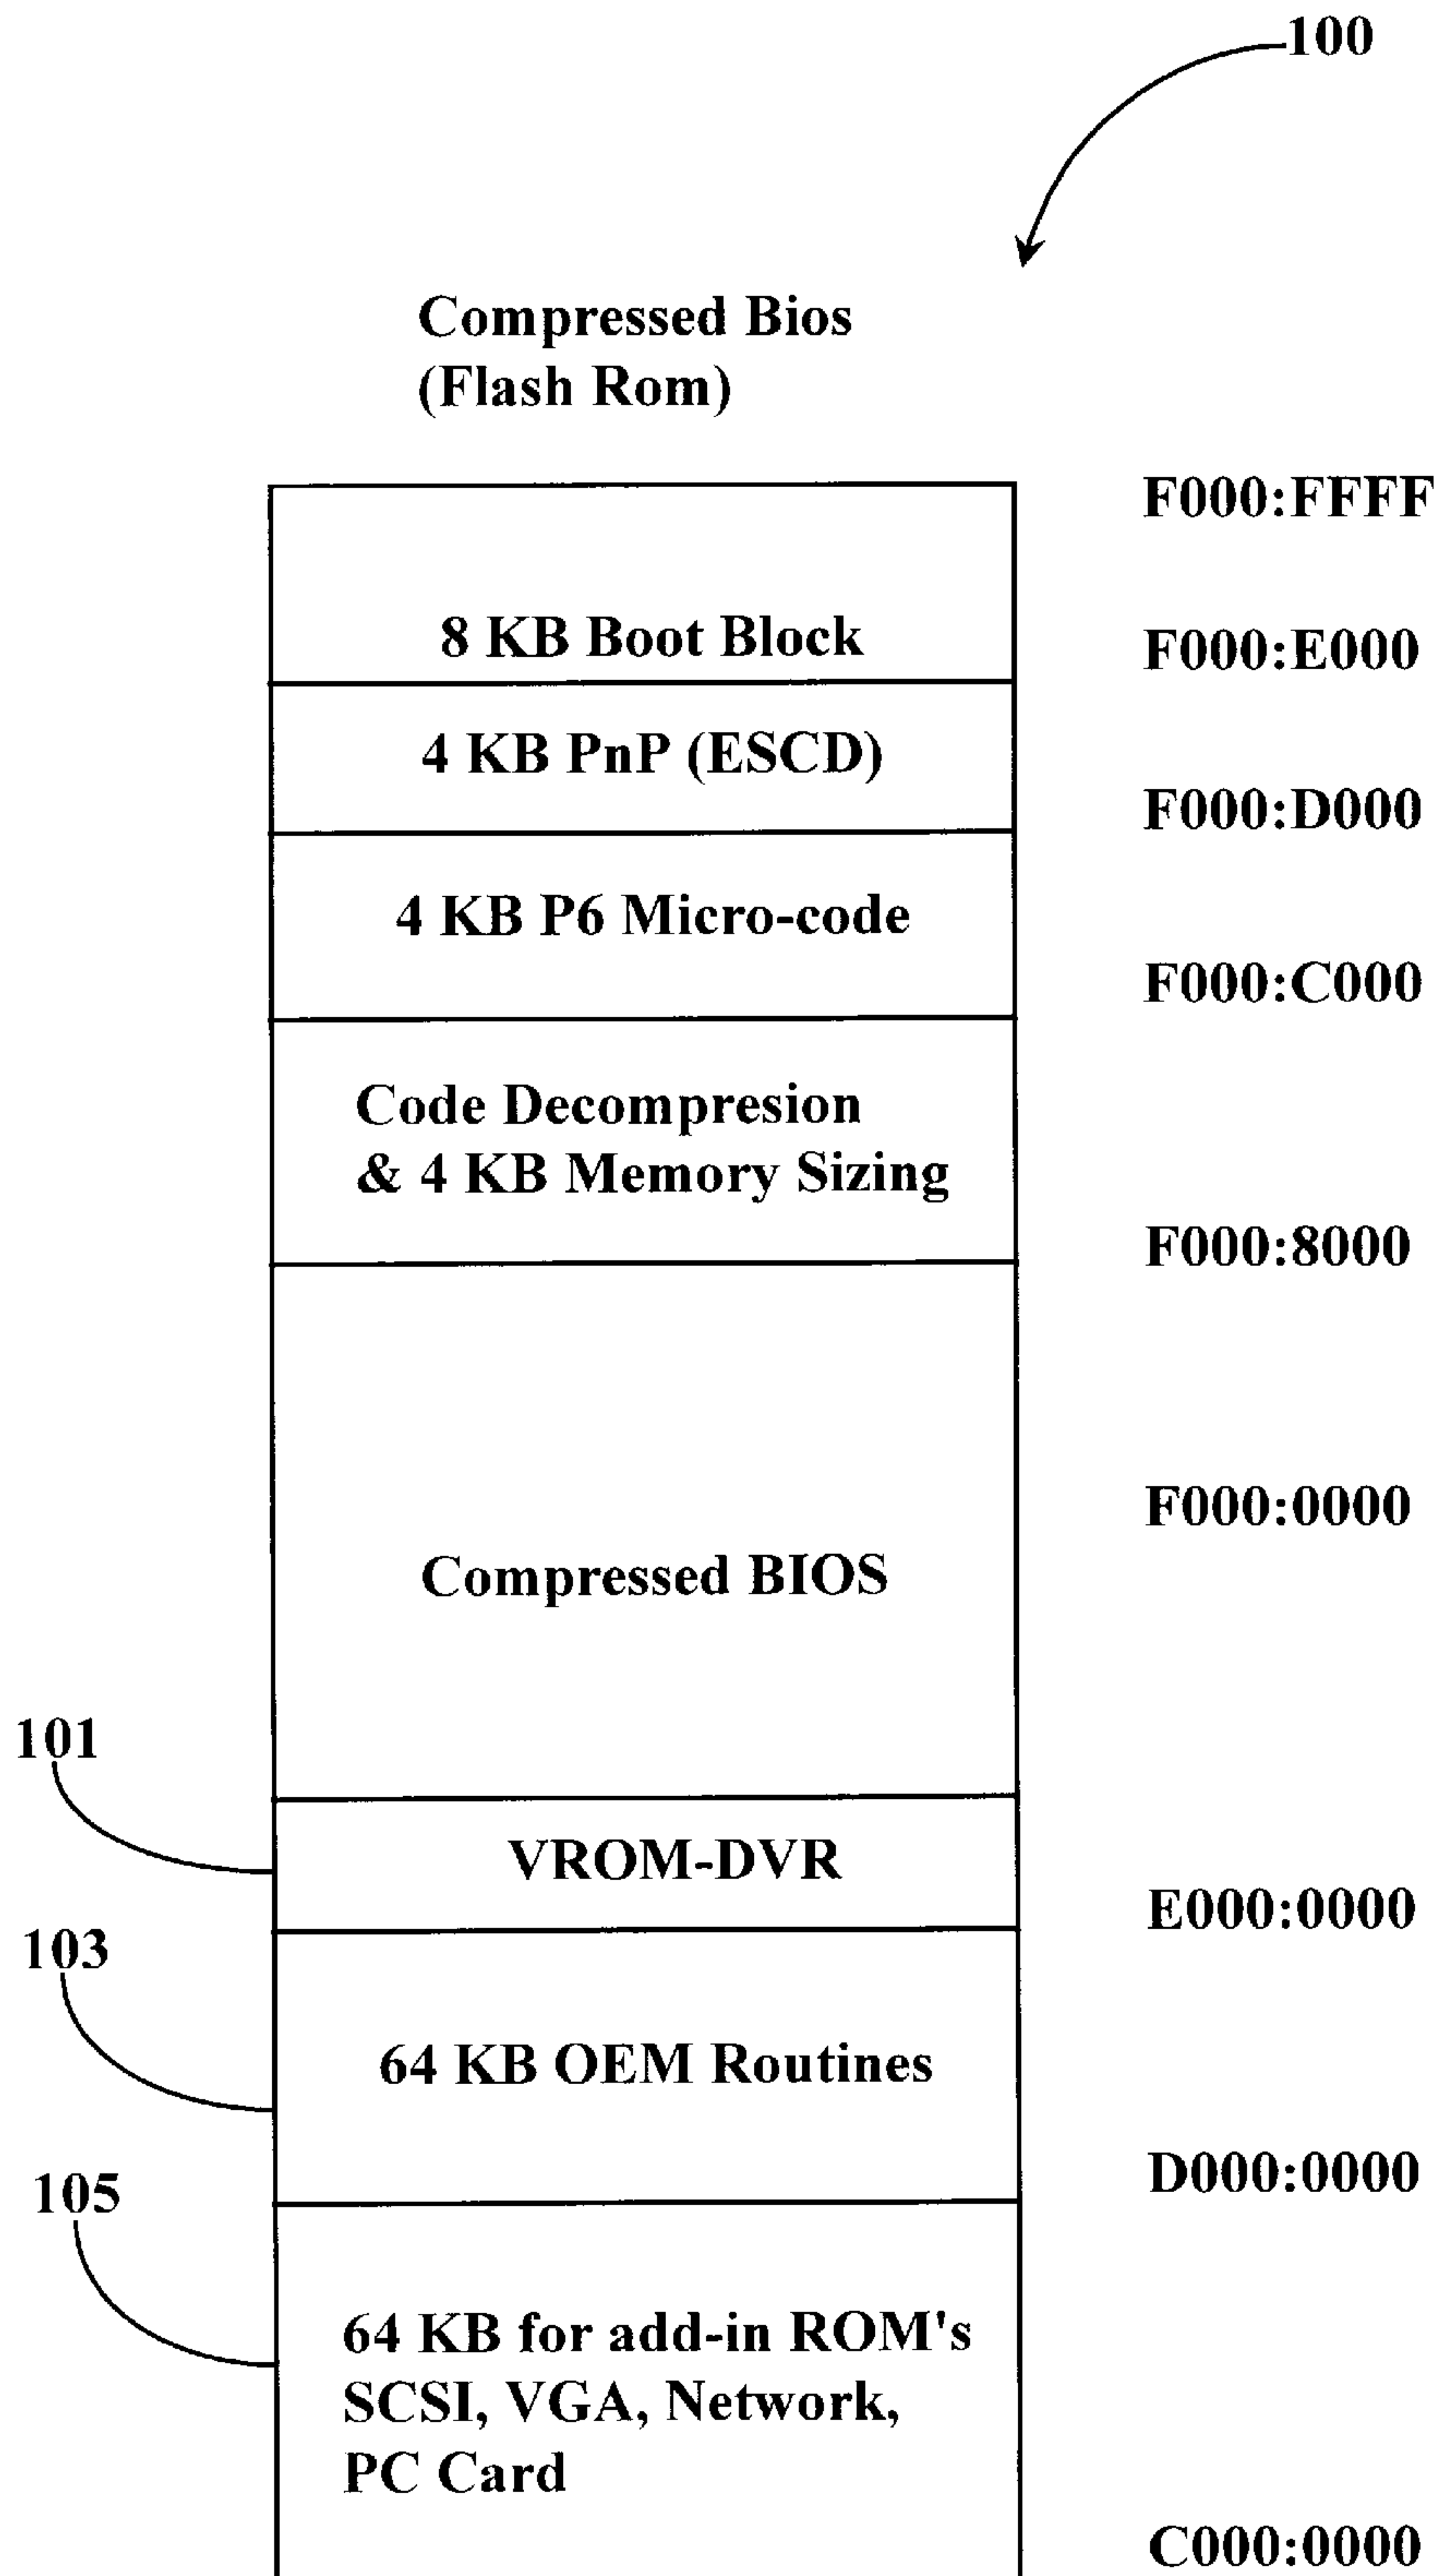 100
Compressed Bios
(Flash Rom)
F000:FFFF
8 KB Boot Block
F000:E000
4 KB PnP (ESCD)
F000:D000
4 KB P6 Micro-code
F000:C000
Code Decompresion
& 4 KB Memory Sizing
F000:8000
F000:0000
Compressed BIOS
101
VROM-DVR
E000:0000
103
64 KB OEM Routines
D000:0000
105
64 KB for add-in ROM's
SCSI, VGA, Network,
PC Card
C000:0000